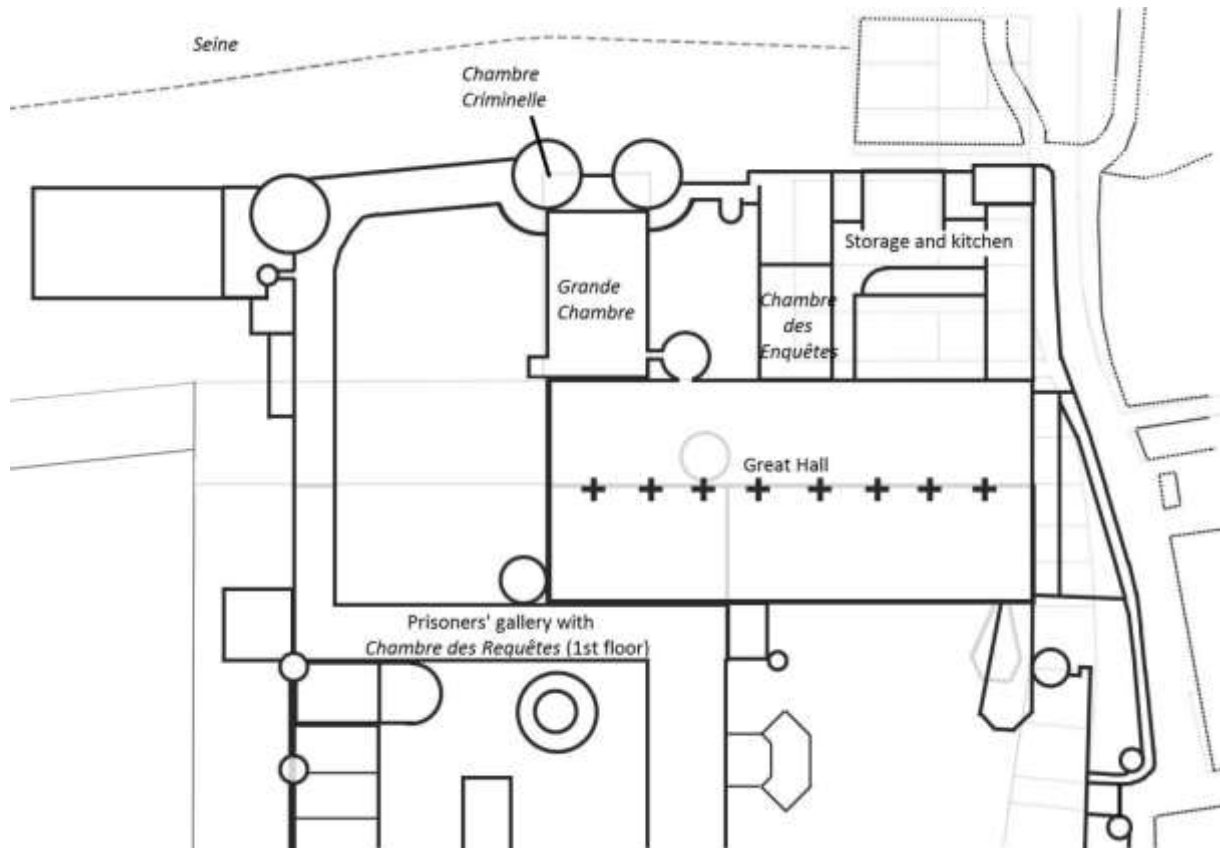 Seine
Chambre
Criminelle
Storage and kitchen
Grande
Chambre
Chambre
des
Enquêtes
Great Hall
Prisoners' gallery with
Chambre des Requêtes (1st floor)